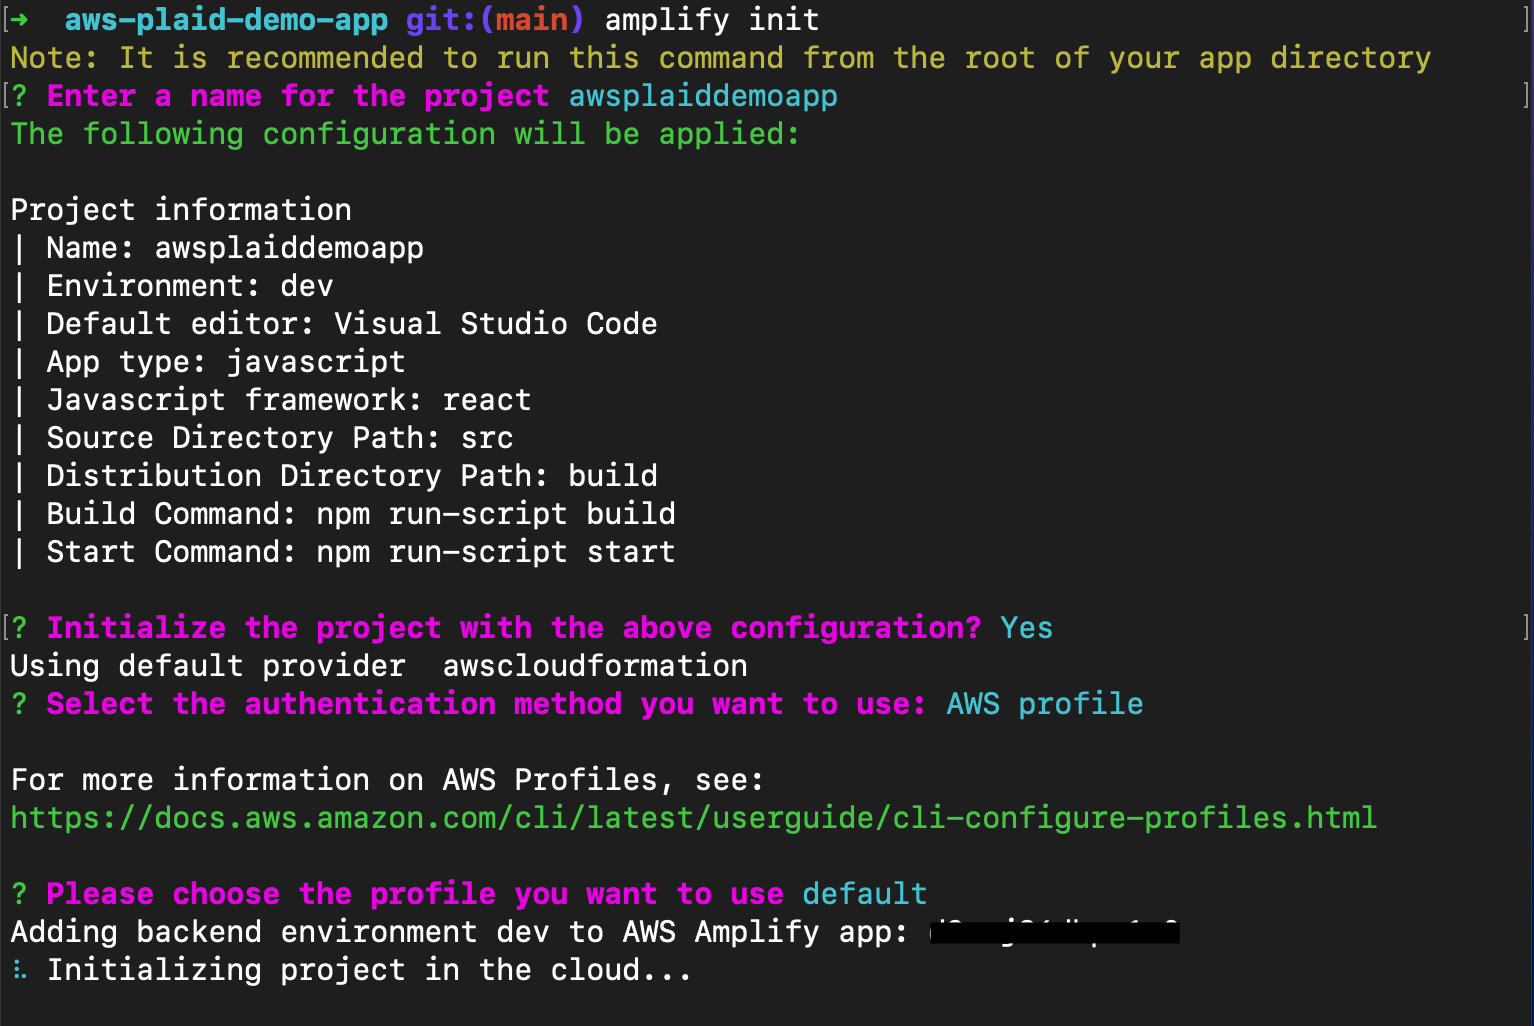 [➜  aws-plaid-demo-app git:(main) amplify init ]
Note: It is recommended to run this command from the root of your app directory
[? Enter a name for the project awsplaiddemoapp ]
The following configuration will be applied:
Project information
| Name: awsplaiddemoapp
| Environment: dev
| Default editor: Visual Studio Code
| App type: javascript
| Javascript framework: react
| Source Directory Path: src
| Distribution Directory Path: build
| Build Command: npm run-script build
| Start Command: npm run-script start
[? Initialize the project with the above configuration? Yes ]
Using default provider  awscloudformation
? Select the authentication method you want to use: AWS profile
For more information on AWS Profiles, see:
https://docs.aws.amazon.com/cli/latest/userguide/cli-configure-profiles.html
? Please choose the profile you want to use default
Adding backend environment dev to AWS Amplify app:
⠧ Initializing project in the cloud...